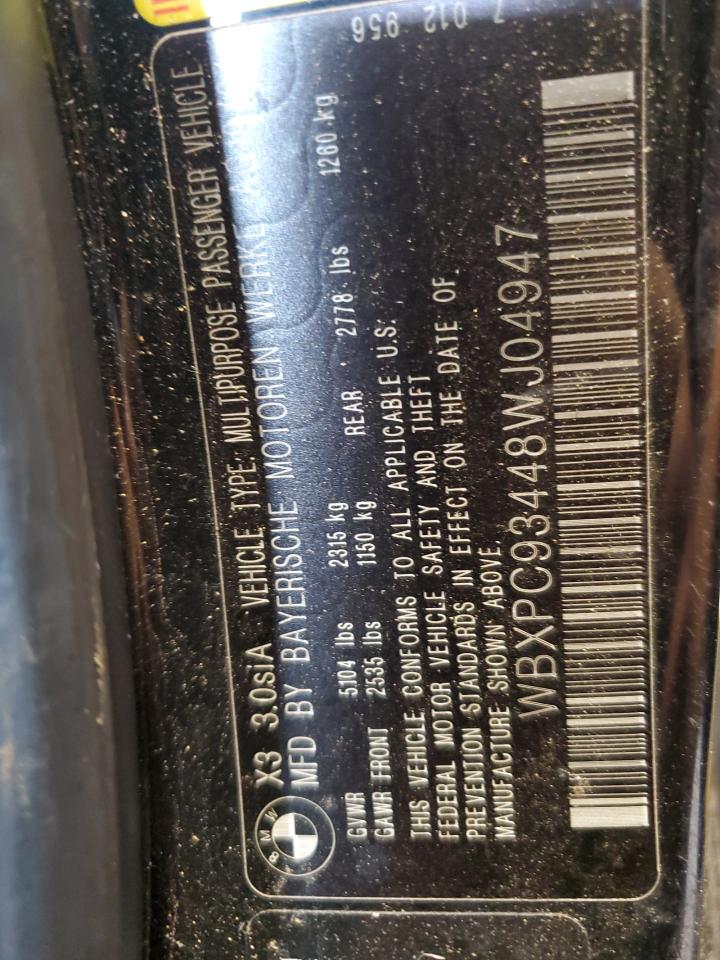 BMW
X3 3.0siA VEHICLE TYPE: MULTIPURPOSE PASSENGER VEHICLE
MFD BY BAYERISCHE MOTOREN WERKE
GVWR 5104 lbs 2315 kg
GAWR FRONT 2535 lbs 1150 kg REAR 2778 lbs 1260 kg
THIS VEHICLE CONFORMS TO ALL APPLICABLE U.S.
FEDERAL MOTOR VEHICLE SAFETY AND THEFT
PREVENTION STANDARDS IN EFFECT ON THE DATE OF
MANUFACTURE SHOWN ABOVE.
WBXPC93448WJ04947
7 012 956